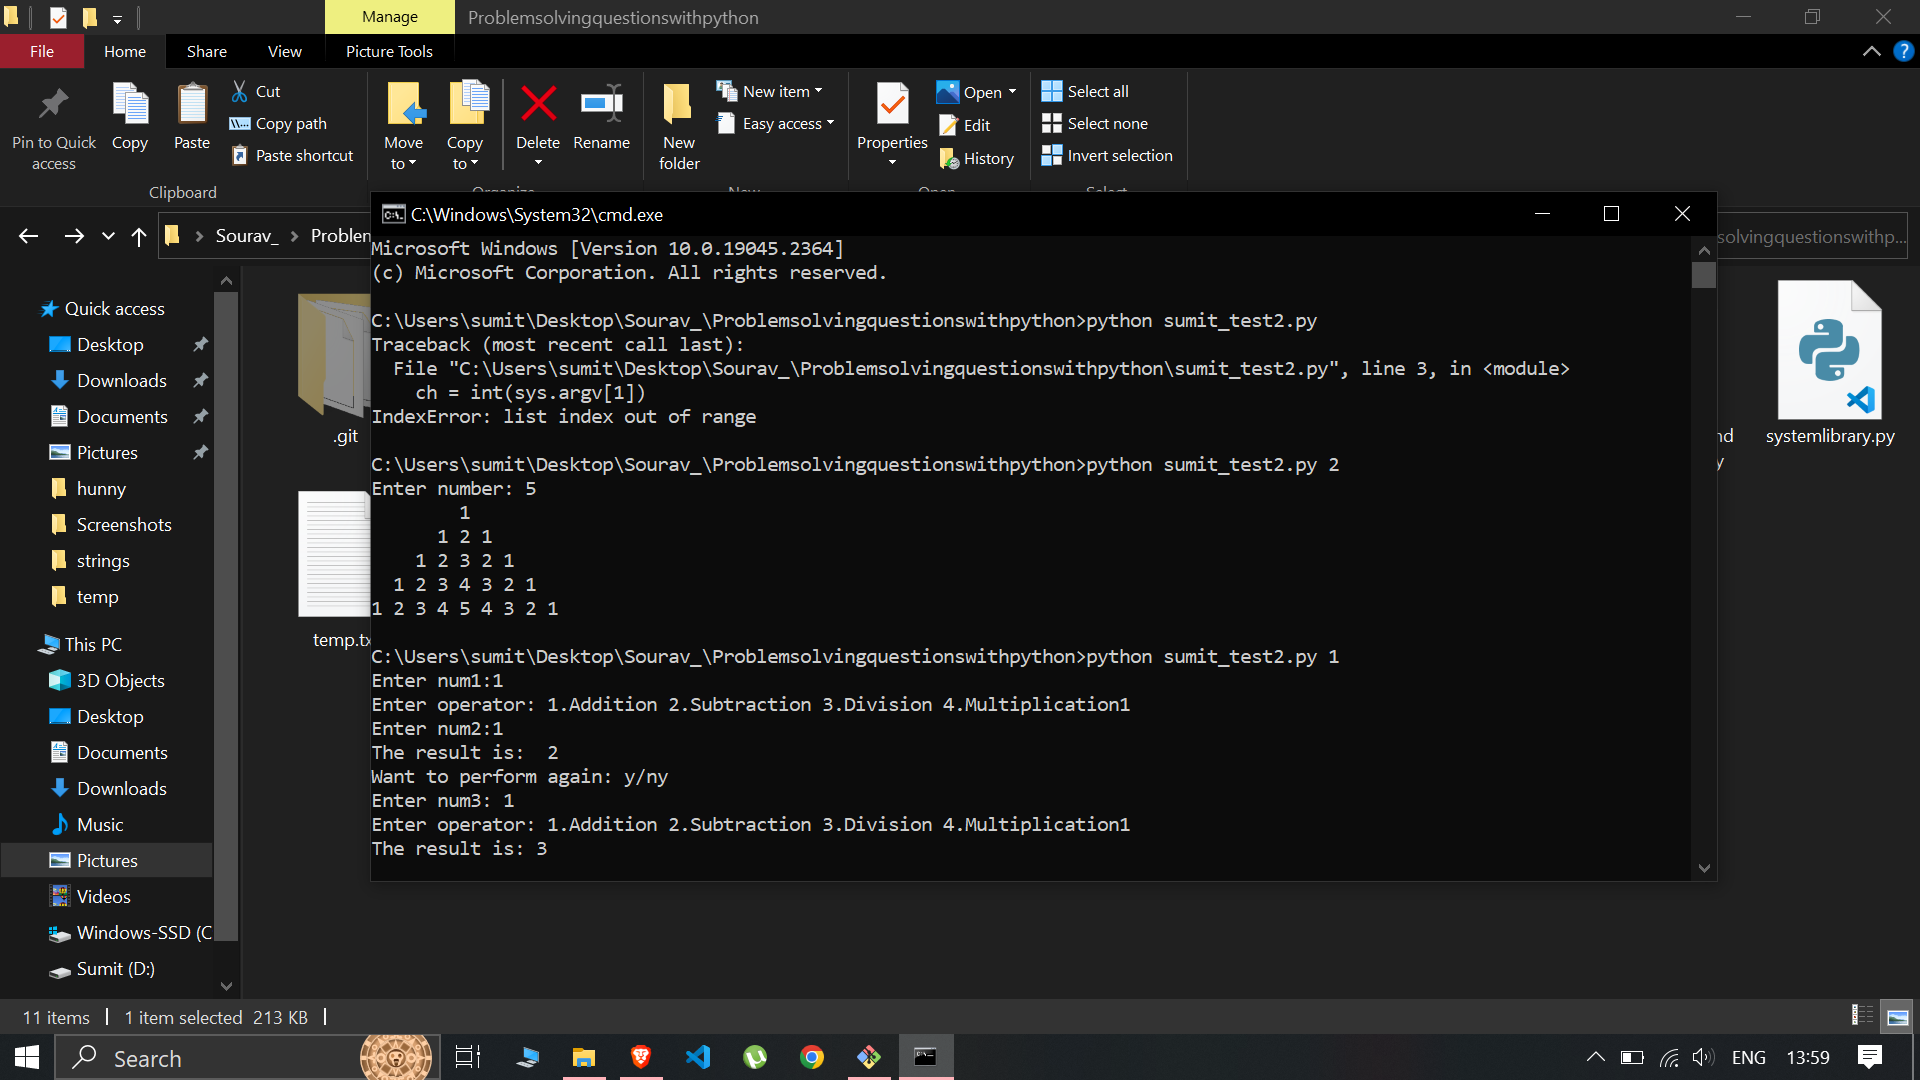 Manage
Problemsolvingquestionswithpython
File
Home
Share
View
Picture Tools
Pin to Quick access
Copy
Paste
Cut
Copy path
Paste shortcut
Clipboard
Move to
Copy to
Delete
Rename
Organize
New folder
New item
Easy access
New
Properties
Open
Edit
History
Open
Select all
Select none
Invert selection
Select
Sourav_
Problen
solvingquestionswithp...
C:\Windows\System32\cmd.exe
Microsoft Windows [Version 10.0.19045.2364]
(c) Microsoft Corporation. All rights reserved.
C:\Users\sumit\Desktop\Sourav_\Problemsolvingquestionswithpython>python sumit_test2.py
Traceback (most recent call last):
File "C:\Users\sumit\Desktop\Sourav_\Problemsolvingquestionswithpython\sumit_test2.py", line 3, in <module>
ch = int(sys.argv[1])
IndexError: list index out of range
C:\Users\sumit\Desktop\Sourav_\Problemsolvingquestionswithpython>python sumit_test2.py 2
Enter number: 5
1
1 2 1
1 2 3 2 1
1 2 3 4 3 2 1
1 2 3 4 5 4 3 2 1
C:\Users\sumit\Desktop\Sourav_\Problemsolvingquestionswithpython>python sumit_test2.py 1
Enter num1:1
Enter operator: 1.Addition 2.Subtraction 3.Division 4.Multiplication1
Enter num2:1
The result is:  2
Want to perform again: y/ny
Enter num3: 1
Enter operator: 1.Addition 2.Subtraction 3.Division 4.Multiplication1
The result is: 3
Quick access
Desktop
Downloads
Documents
Pictures
hunny
Screenshots
strings
temp
This PC
3D Objects
Desktop
Documents
Downloads
Music
Pictures
Videos
Windows-SSD (C
Sumit (D:)
.git
temp.tx
nd
y
systemlibrary.py
11 items
1 item selected 213 KB
Search
ENG
13:59